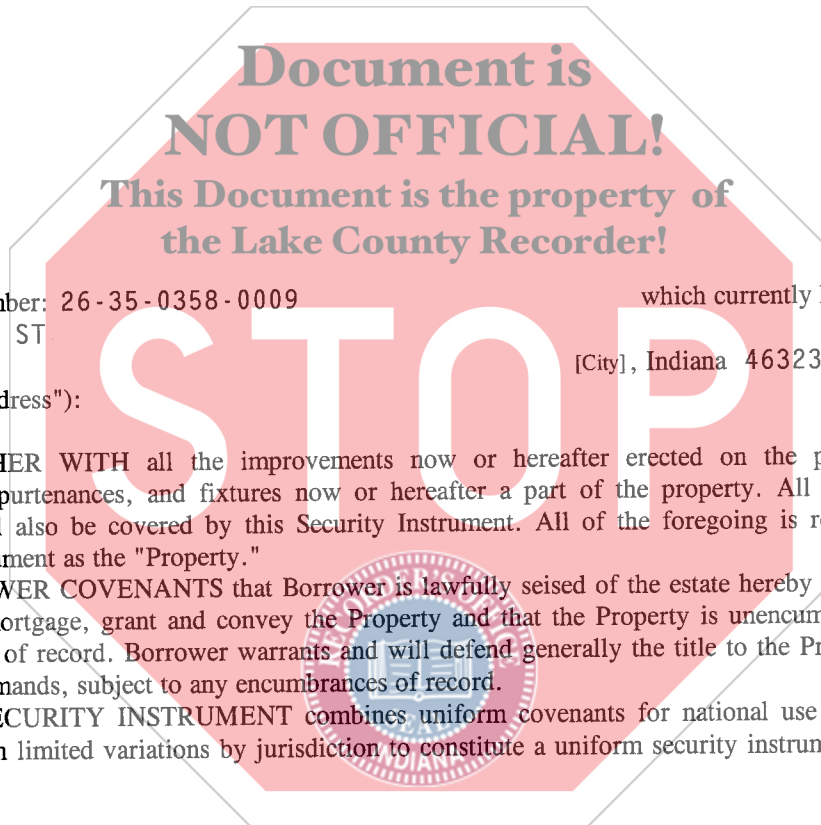 Document is
NOT OFFICIAL!
This Document is the property of
the Lake County Recorder!
ber: 26-35-0358-0009 which currently
ST
[City], Indiana 46323
dress"):
STOP
HER WITH all the improvements now or hereafter erected on the p
purtenances, and fixtures now or hereafter a part of the property. All
also be covered by this Security Instrument. All of the foregoing is r
ment as the "Property."
WER COVENANTS that Borrower is lawfully seised of the estate hereby
ortgage, grant and convey the Property and that the Property is unencum
of record. Borrower warrants and will defend generally the title to the Pr
mands, subject to any encumbrances of record.
ECURITY INSTRUMENT combines uniform covenants for national use
limited variations by jurisdiction to constitute a uniform security instrum
RECORDER'S OFFICE
SEAL
INDIANA